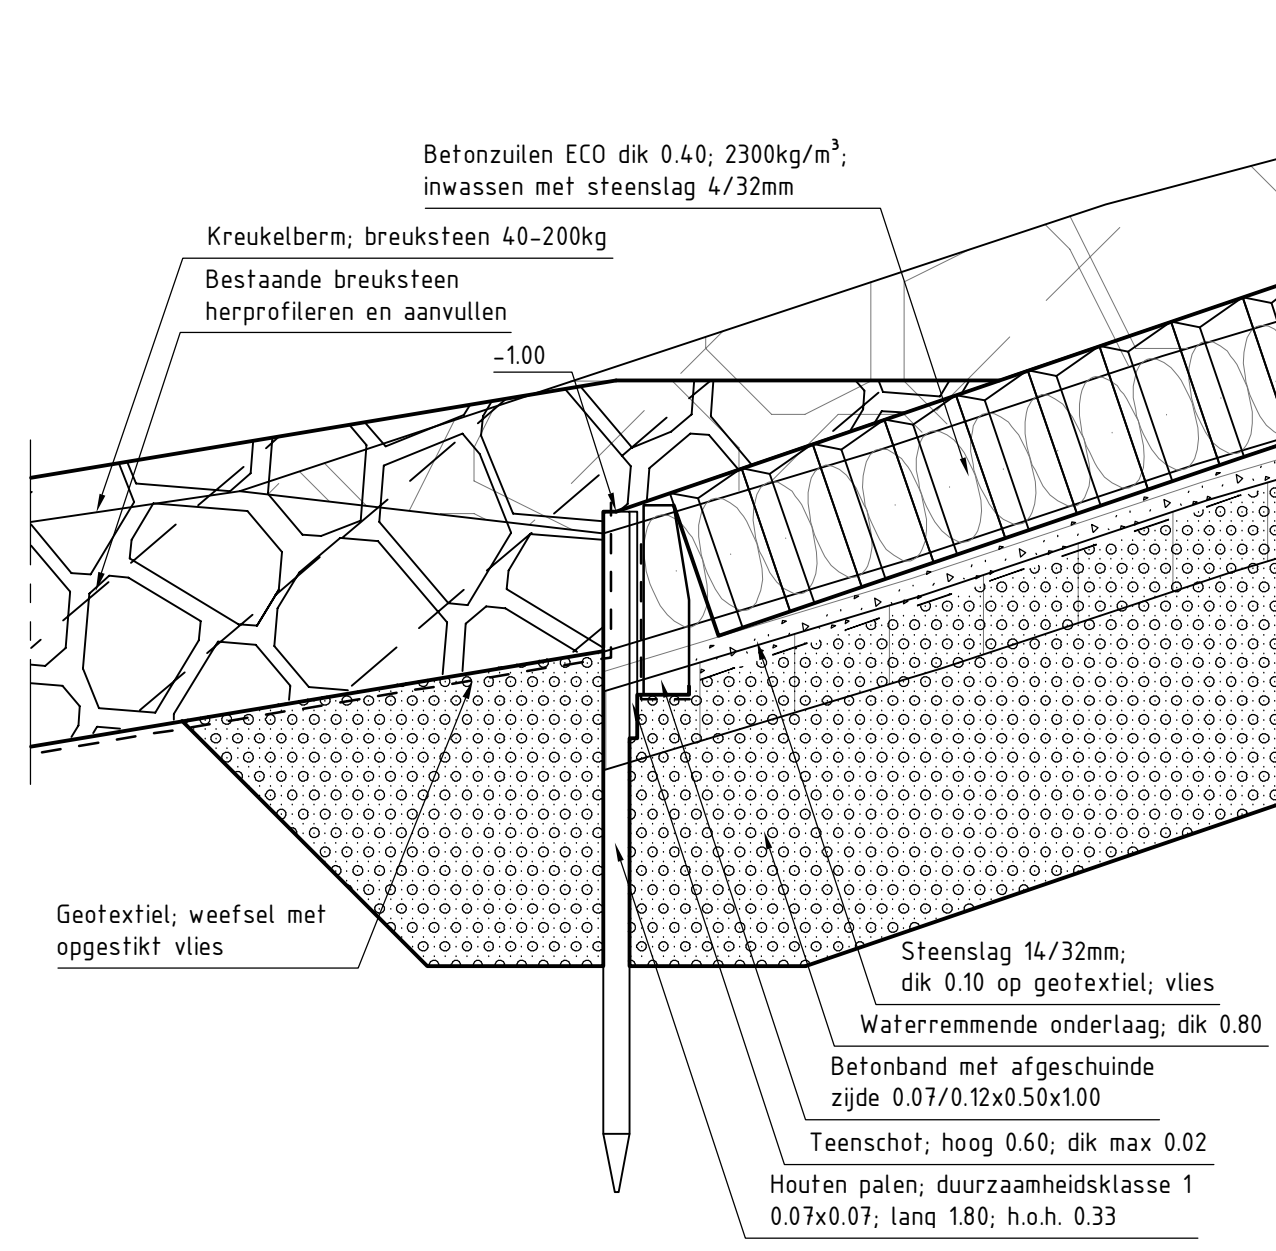 Betonzuilen ECO dik 0.40; 2300kg/m³;
inwassen met steenslag 4/32mm
Kreukelberm; breuksteen 40-200kg
Bestaande breuksteen
herprofileren en aanvullen
-1.00
Geotextiel; weefsel met
opgestikt vlies
Steenslag 14/32mm;
dik 0.10 op geotextiel; vlies
Waterremmende onderlaag; dik 0.80
Betonband met afgeschuinde
zijde 0.07/0.12x0.50x1.00
Teenschot; hoog 0.60; dik max 0.02
Houten palen; duurzaamheidsklasse 1
0.07x0.07; lang 1.80; h.o.h. 0.33